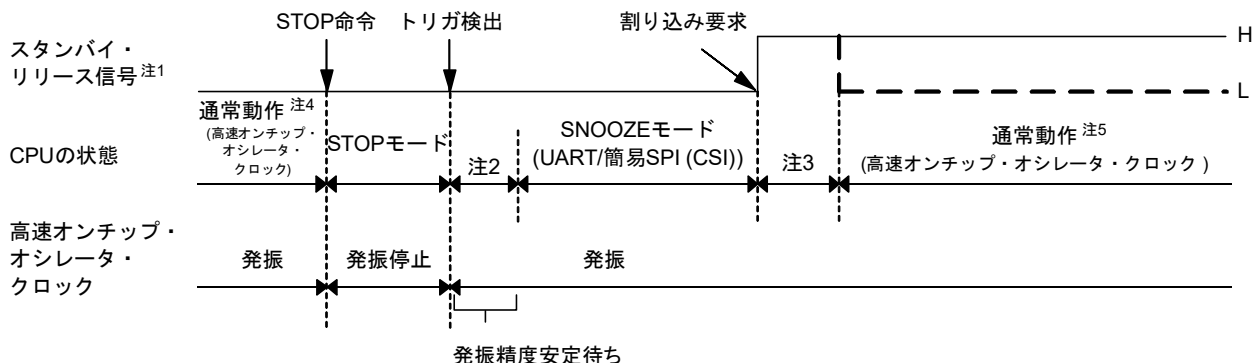 STOP命令
トリガ検出
割り込み要求
スタンバイ・
リリース信号 注1
H
L
通常動作 注4
(高速オンチップ・
オシレータ・
クロック)
STOPモード
注2
SNOOZEモード
(UART/簡易SPI (CSI))
注3
通常動作 注5
(高速オンチップ・オシレータ・クロック )
CPUの状態
高速オンチップ・
オシレータ・
クロック
発振
発振停止
発振
発振精度安定待ち